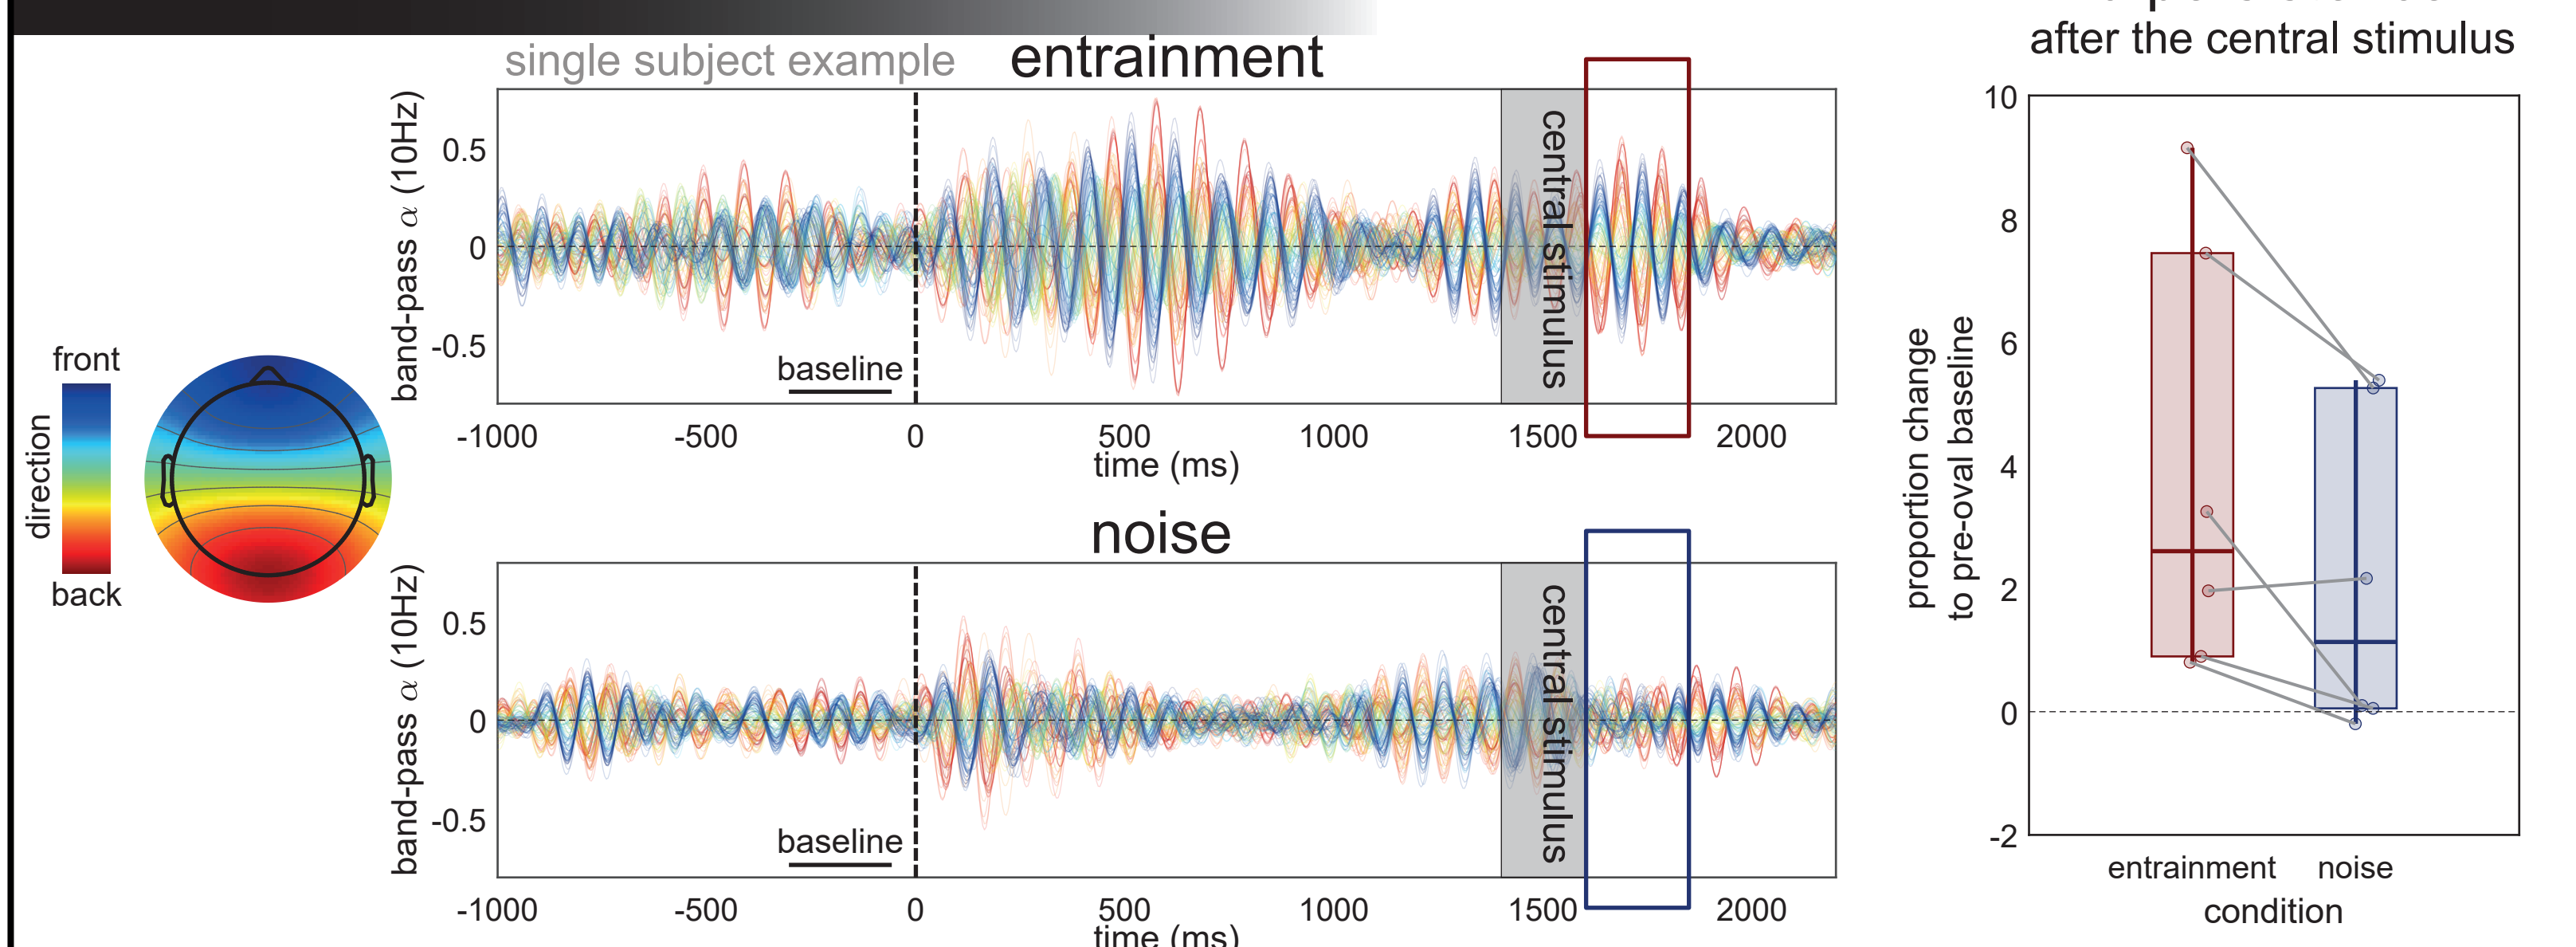 single subject example
entrainment
band-pass α (10Hz)
0.5
0
-0.5
baseline
central stimulus
-1000
-500
0
500
1000
1500
2000
time (ms)
front
direction
back
noise
band-pass α (10Hz)
0.5
0
-0.5
baseline
central stimulus
-1000
-500
0
500
1000
1500
2000
time (ms)
after the central stimulus
proportion change
to pre-oval baseline
10
8
6
4
2
0
-2
entrainment
noise
condition